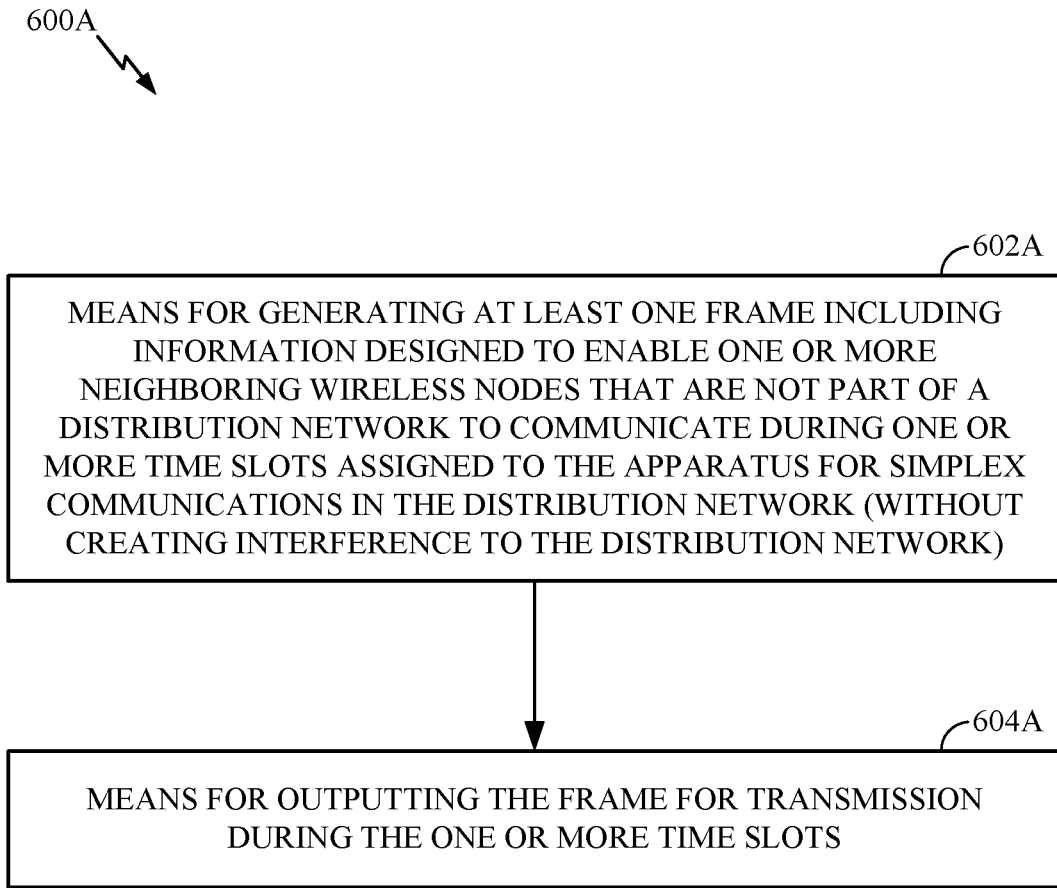 600A
602A
MEANS FOR GENERATING AT LEAST ONE FRAME INCLUDING
INFORMATION DESIGNED TO ENABLE ONE OR MORE
NEIGHBORING WIRELESS NODES THAT ARE NOT PART OF A
DISTRIBUTION NETWORK TO COMMUNICATE DURING ONE OR
MORE TIME SLOTS ASSIGNED TO THE APPARATUS FOR SIMPLEX
COMMUNICATIONS IN THE DISTRIBUTION NETWORK (WITHOUT
CREATING INTERFERENCE TO THE DISTRIBUTION NETWORK)
604A
MEANS FOR OUTPUTTING THE FRAME FOR TRANSMISSION
DURING THE ONE OR MORE TIME SLOTS